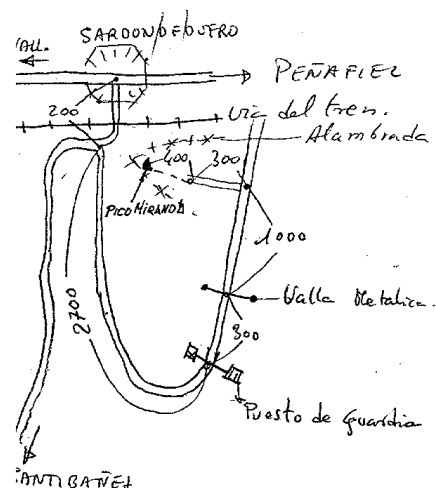 SARDON DE DUERO
ALL.
PEÑAFIEL
200
Via del tren.
Alambrada
400
300
PICO MIRANDA
1000
Valla Metalica.
2700
300
Puesto de Guardia
ANTIBAÑEZ